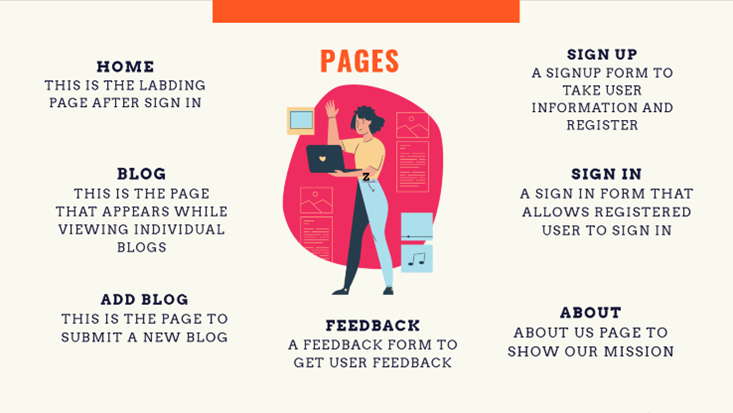 PAGES
HOME
THIS IS THE LABDING
PAGE AFTER SIGN IN
BLOG
THIS IS THE PAGE
THAT APPEARS WHILE
VIEWING INDIVIDUAL
BLOGS
ADD BLOG
THIS IS THE PAGE TO
SUBMIT A NEW BLOG
Z
FEEDBACK
A FEEDBACK FORM TO
GET USER FEEDBACK
SIGN UP
A SIGNUP FORM TO
TAKE USER
INFORMATION AND
REGISTER
SIGN IN
A SIGN IN FORM THAT
ALLOWS REGISTERED
USER TO SIGN IN
ABOUT
ABOUT US PAGE TO
SHOW OUR MISSION